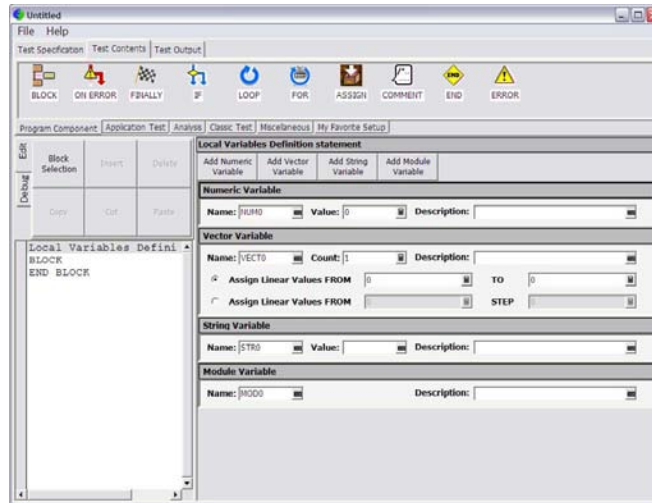 Untitled
File Help
Test Specification Test Contents Test Output
BLOCK ON ERROR FINALLY IF LOOP FOR ASSIGN COMMENT END ERROR
Program Component Application Test Analysis Classic Test Miscelaneous My Favorite Setup
Edit
Debug
Block Selection Insert Delete
Copy Cut Paste
Local Variables Defini
BLOCK
END BLOCK
Local Variables Definition statement
Add Numeric Variable Add Vector Variable Add String Variable Add Module Variable
Numeric Variable
Name: NUM0 Value: 0 Description:
Vector Variable
Name: VECT0 Count: 1 Description:
Assign Linear Values FROM 0 TO 0
Assign Linear Values FROM 0 STEP 0
String Variable
Name: STR0 Value: Description:
Module Variable
Name: MOD0 Description: